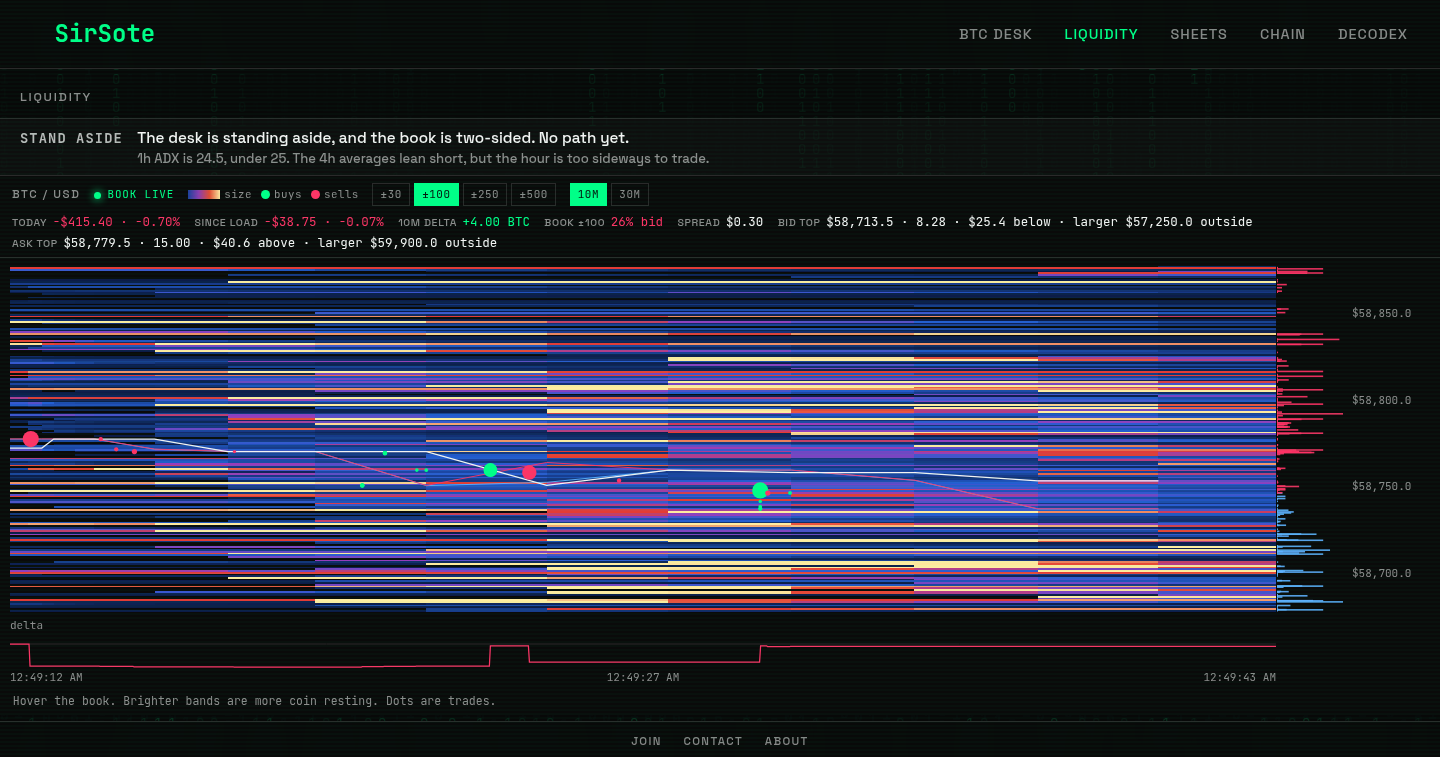 SirSote
BTC DESK LIQUIDITY SHEETS CHAIN DECODEX
LIQUIDITY
STAND ASIDE The desk is standing aside, and the book is two-sided. No path yet.
1h ADX is 24.5, under 25. The 4h averages lean short, but the hour is too sideways to trade.
BTC / USD BOOK LIVE size buys sells ±30 ±100 ±250 ±500 10M 30M
TODAY -$415.40 · -0.70% SINCE LOAD -$38.75 · -0.07% 10M DELTA +4.00 BTC BOOK ±100 26% bid SPREAD $0.30 BID TOP $58,713.5 · 8.28 · $25.4 below · larger $57,250.0 outside
ASK TOP $58,779.5 · 15.00 · $40.6 above · larger $59,900.0 outside
$58,850.0
$58,800.0
$58,750.0
$58,700.0
delta
12:49:12 AM 12:49:27 AM 12:49:43 AM
Hover the book. Brighter bands are more coin resting. Dots are trades.
JOIN CONTACT ABOUT